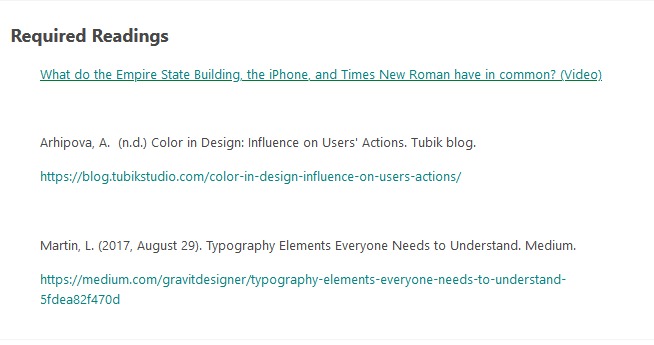 Required Readings
What do the Empire State Building, the iPhone, and Times New Roman have in common? (Video)
Arhipova, A.  (n.d.) Color in Design: Influence on Users' Actions. Tubik blog.
https://blog.tubikstudio.com/color-in-design-influence-on-users-actions/
Martin, L. (2017, August 29). Typography Elements Everyone Needs to Understand. Medium.
https://medium.com/gravitdesigner/typography-elements-everyone-needs-to-understand-
5fdea82f470d